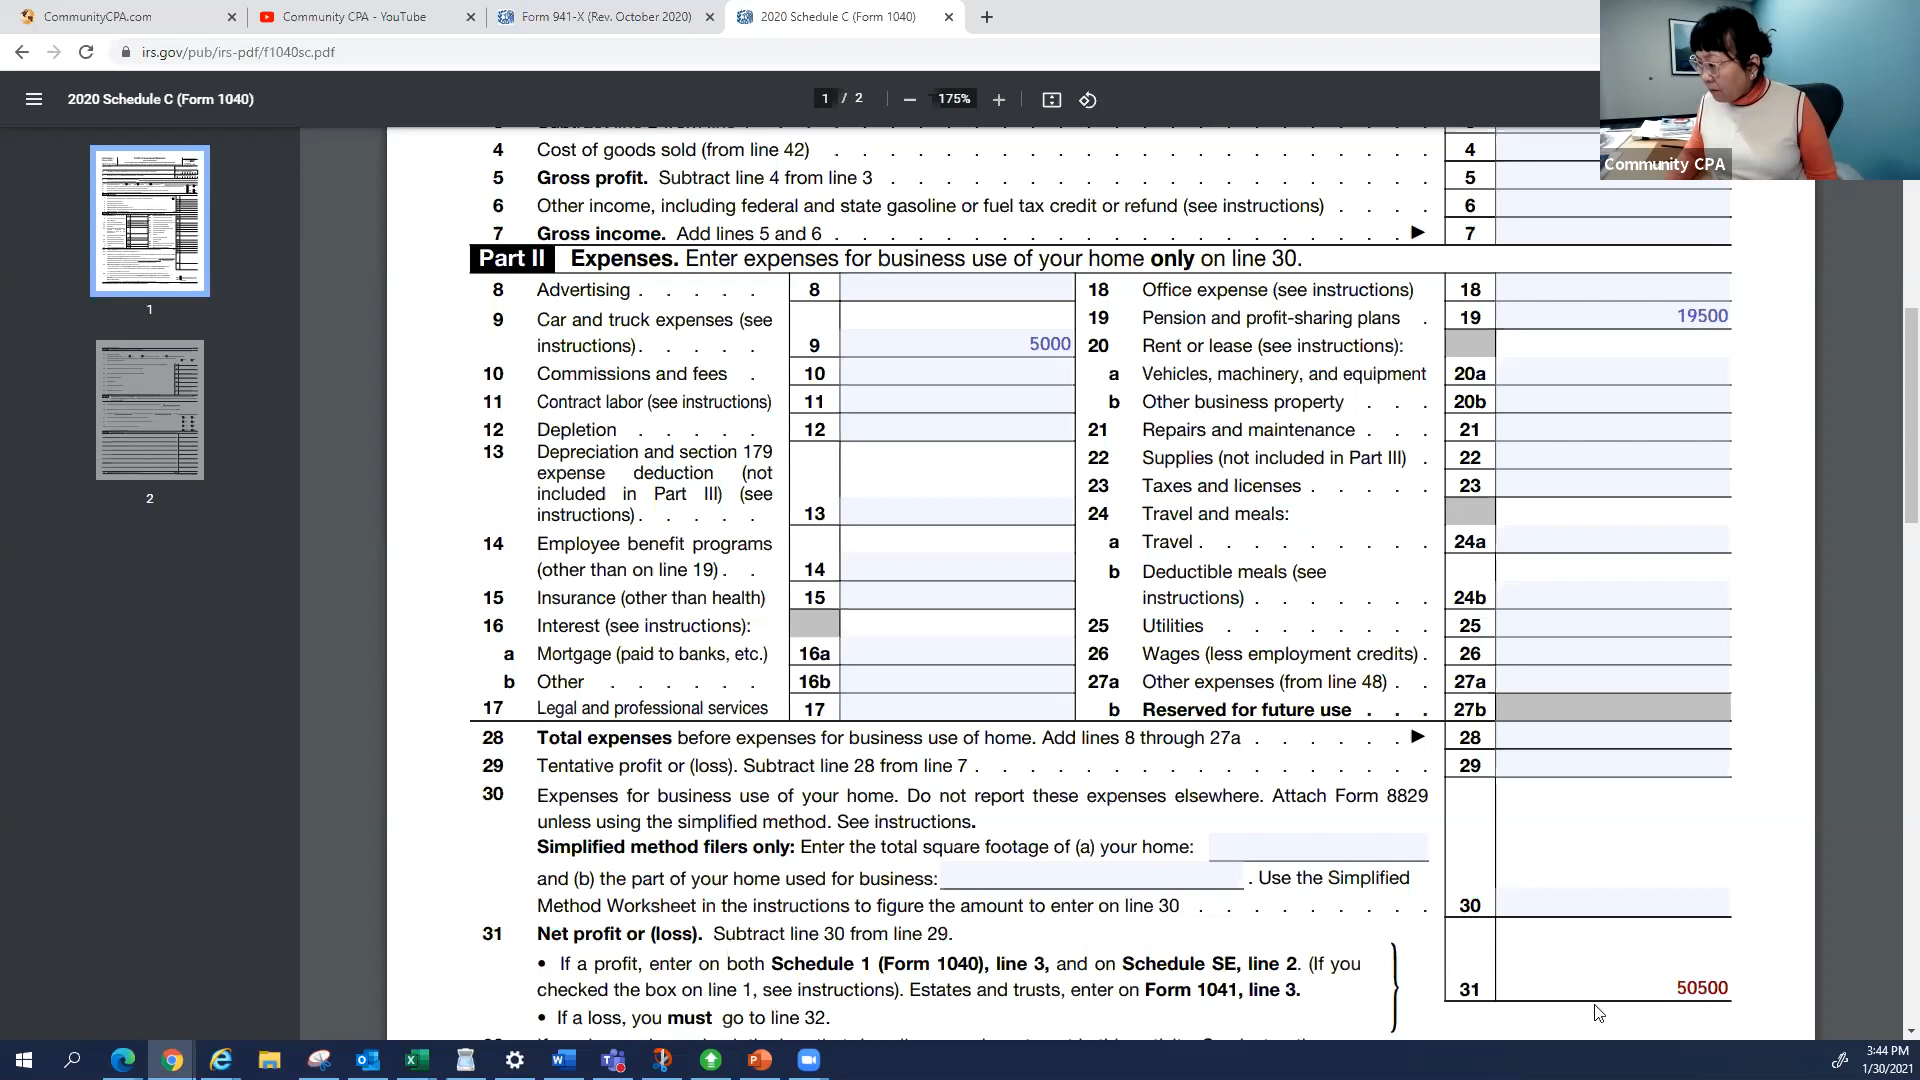 CommunityCPA.com
Community CPA - YouTube
Form 941-X (Rev. October 2020)
2020 Schedule C (Form 1040)
irs.gov/pub/irs-pdf/f1040sc.pdf
2020 Schedule C (Form 1040)
1 / 2
175%
Community CPA
4 Cost of goods sold (from line 42) 4
5 Gross profit. Subtract line 4 from line 3 5
6 Other income, including federal and state gasoline or fuel tax credit or refund (see instructions) 6
7 Gross income. Add lines 5 and 6 7
Part II Expenses. Enter expenses for business use of your home only on line 30.
8 Advertising 8
9 Car and truck expenses (see
instructions) 9 5000
10 Commissions and fees 10
11 Contract labor (see instructions) 11
12 Depletion 12
13 Depreciation and section 179
expense deduction (not
included in Part III) (see
instructions) 13
14 Employee benefit programs
(other than on line 19) 14
15 Insurance (other than health) 15
16 Interest (see instructions):
a Mortgage (paid to banks, etc.) 16a
b Other 16b
17 Legal and professional services 17
18 Office expense (see instructions) 18
19 Pension and profit-sharing plans 19 19500
20 Rent or lease (see instructions):
a Vehicles, machinery, and equipment 20a
b Other business property 20b
21 Repairs and maintenance 21
22 Supplies (not included in Part III) 22
23 Taxes and licenses 23
24 Travel and meals:
a Travel 24a
b Deductible meals (see
instructions) 24b
25 Utilities 25
26 Wages (less employment credits) 26
27a Other expenses (from line 48) 27a
b Reserved for future use 27b
28 Total expenses before expenses for business use of home. Add lines 8 through 27a 28
29 Tentative profit or (loss). Subtract line 28 from line 7 29
30 Expenses for business use of your home. Do not report these expenses elsewhere. Attach Form 8829
unless using the simplified method. See instructions.
Simplified method filers only: Enter the total square footage of (a) your home:
and (b) the part of your home used for business: . Use the Simplified
Method Worksheet in the instructions to figure the amount to enter on line 30 30
31 Net profit or (loss). Subtract line 30 from line 29.
• If a profit, enter on both Schedule 1 (Form 1040), line 3, and on Schedule SE, line 2. (If you
checked the box on line 1, see instructions). Estates and trusts, enter on Form 1041, line 3.
31 50500
• If a loss, you must go to line 32.
1
2
3:44 PM
1/30/2021